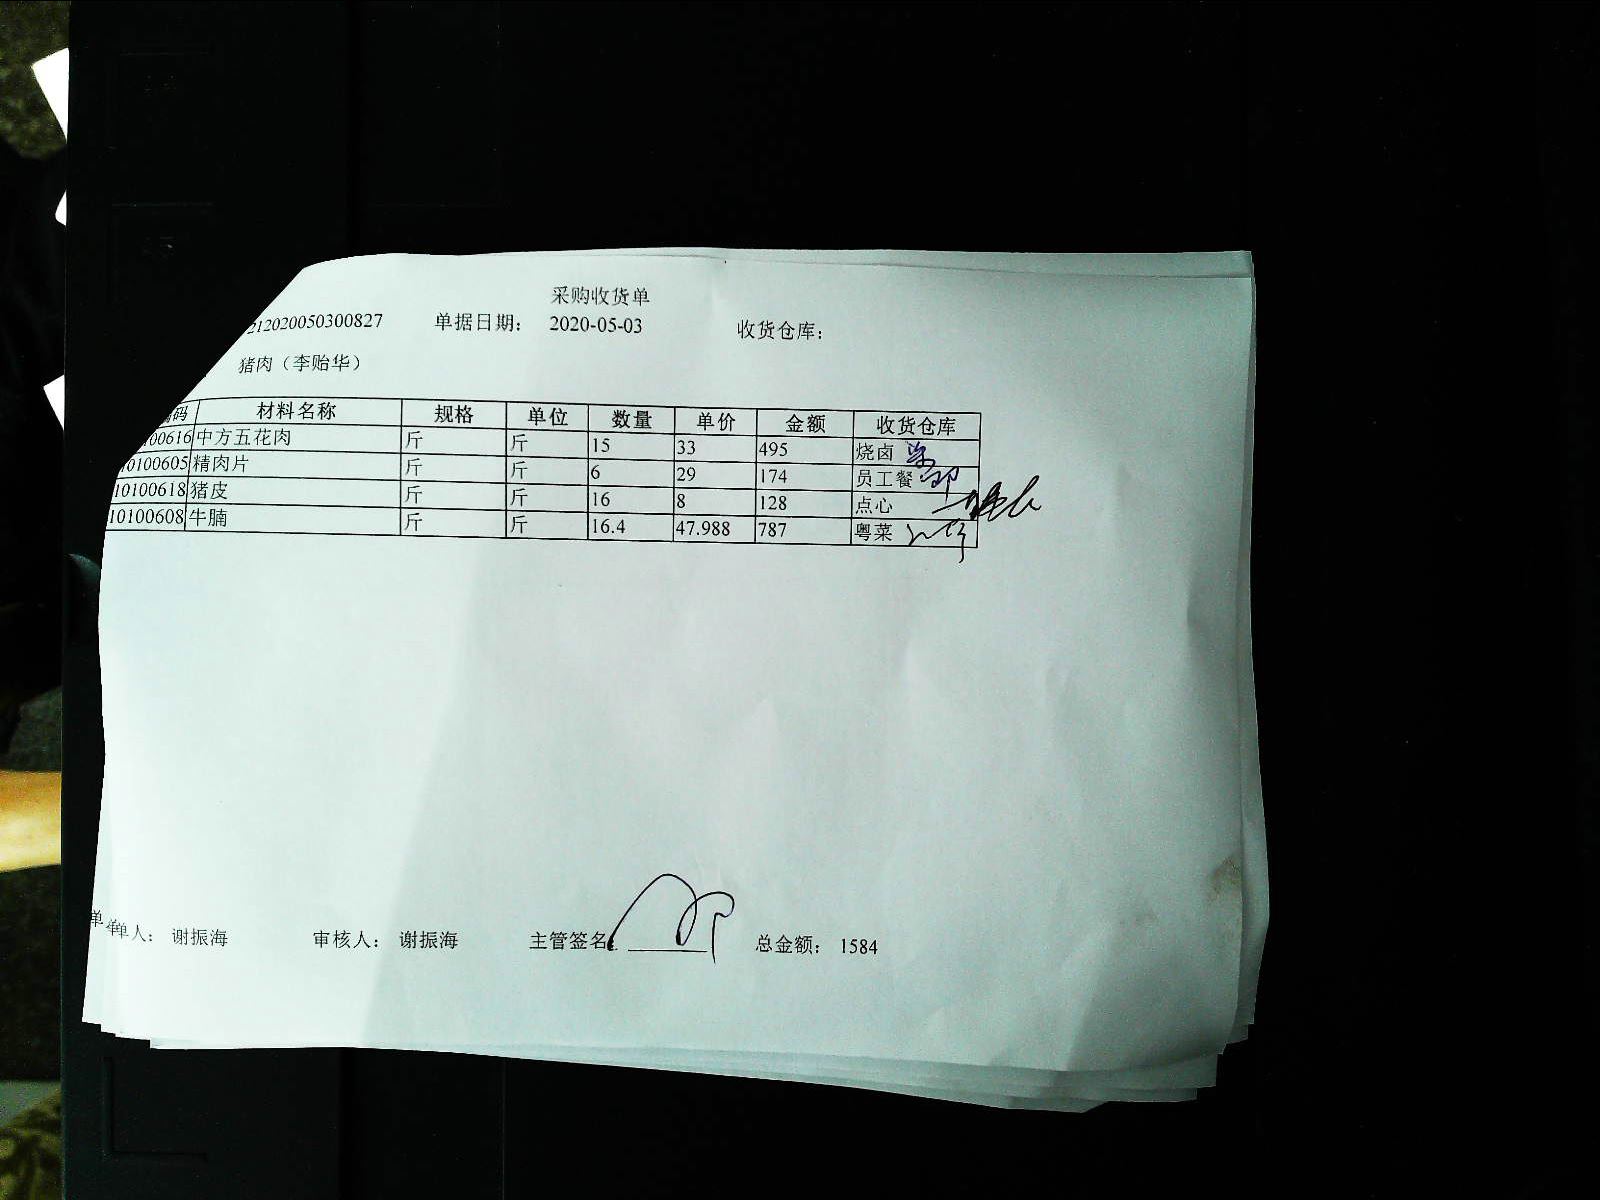 采购收货单
212020050300827 单据日期： 2020-05-03 收货仓库：
猪肉（李贻华）
码 材料名称 规格 单位 数量 单价 金额 收货仓库
100616 中方五花肉 斤 斤 15 33 495 烧卤
10100605 精肉片 斤 斤 6 29 174 员工餐
10100618 猪皮 斤 斤 16 8 128 点心
10100608 牛腩 斤 斤 16.4 47.988 787 粤菜
单人： 谢振海 审核人： 谢振海 主管签名 总金额： 1584